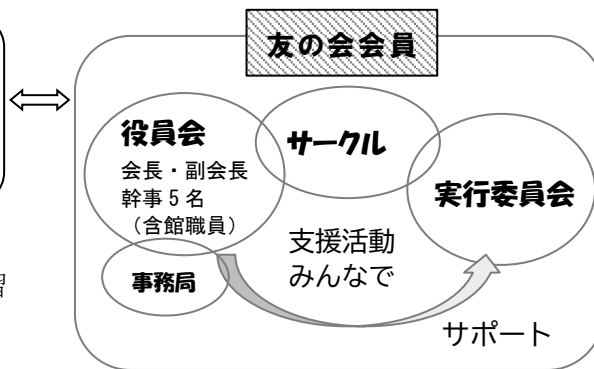 友の会会員
役員会
会長・副会長
幹事5名
（含館職員）
事務局
サークル
実行委員会
支援活動
みんなで
サポート